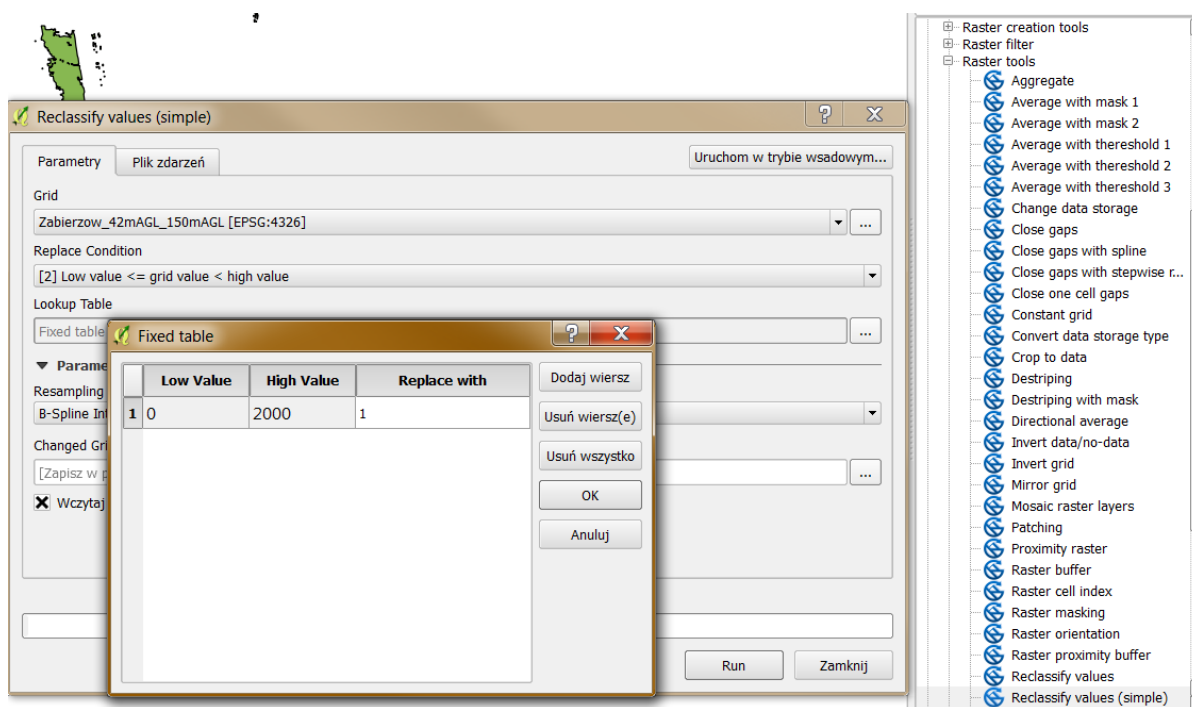 Reclassify values (simple)
Parametry
Plik zdarzeń
Uruchom w trybie wsadowym...
Grid
Zabierzow_42mAGL_150mAGL [EPSG:4326]
...
Replace Condition
[2] Low value <= grid value < high value
Lookup Table
Fixed table
...
Parame
Resampling
B-Spline Int
Changed Gri
[Zapisz w p
...
Wczytaj
Run
Zamknij
Fixed table
Low Value
High Value
Replace with
1
0
2000
1
Dodaj wiersz
Usuń wiersz(e)
Usuń wszystko
OK
Anuluj
Raster creation tools
Raster filter
Raster tools
Aggregate
Average with mask 1
Average with mask 2
Average with thereshold 1
Average with thereshold 2
Average with thereshold 3
Change data storage
Close gaps
Close gaps with spline
Close gaps with stepwise r...
Close one cell gaps
Constant grid
Convert data storage type
Crop to data
Destriping
Destriping with mask
Directional average
Invert data/no-data
Invert grid
Mirror grid
Mosaic raster layers
Patching
Proximity raster
Raster buffer
Raster cell index
Raster masking
Raster orientation
Raster proximity buffer
Reclassify values
Reclassify values (simple)